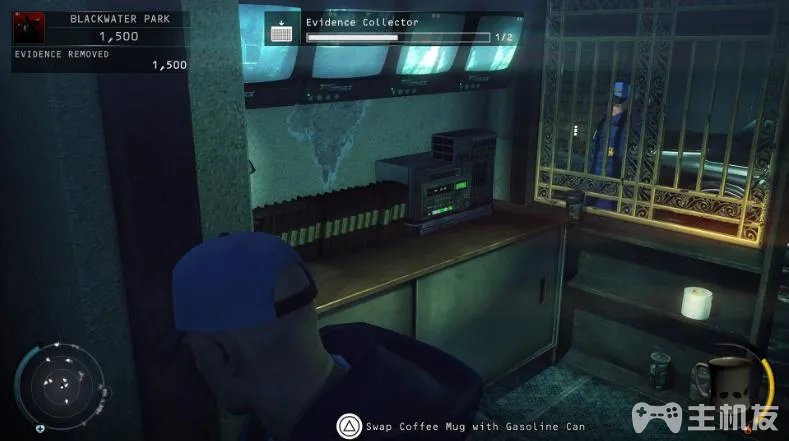 BLACKWATER PARK
1,500
EVIDENCE REMOVED
1,500
Evidence Collector
1/2
Swap Coffee Mug with Gasoline Can
主机友